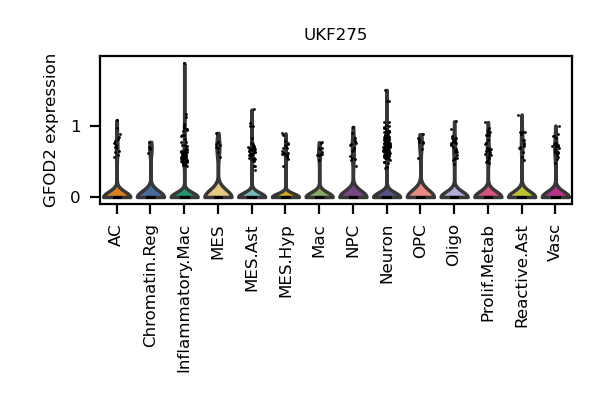 UKF275
GFOD2 expression
1
0
AC
Chromatin.Reg
Inflammatory.Mac
MES
MES.Ast
MES.Hyp
Mac
NPC
Neuron
OPC
Oligo
Prolif.Metab
Reactive.Ast
Vasc